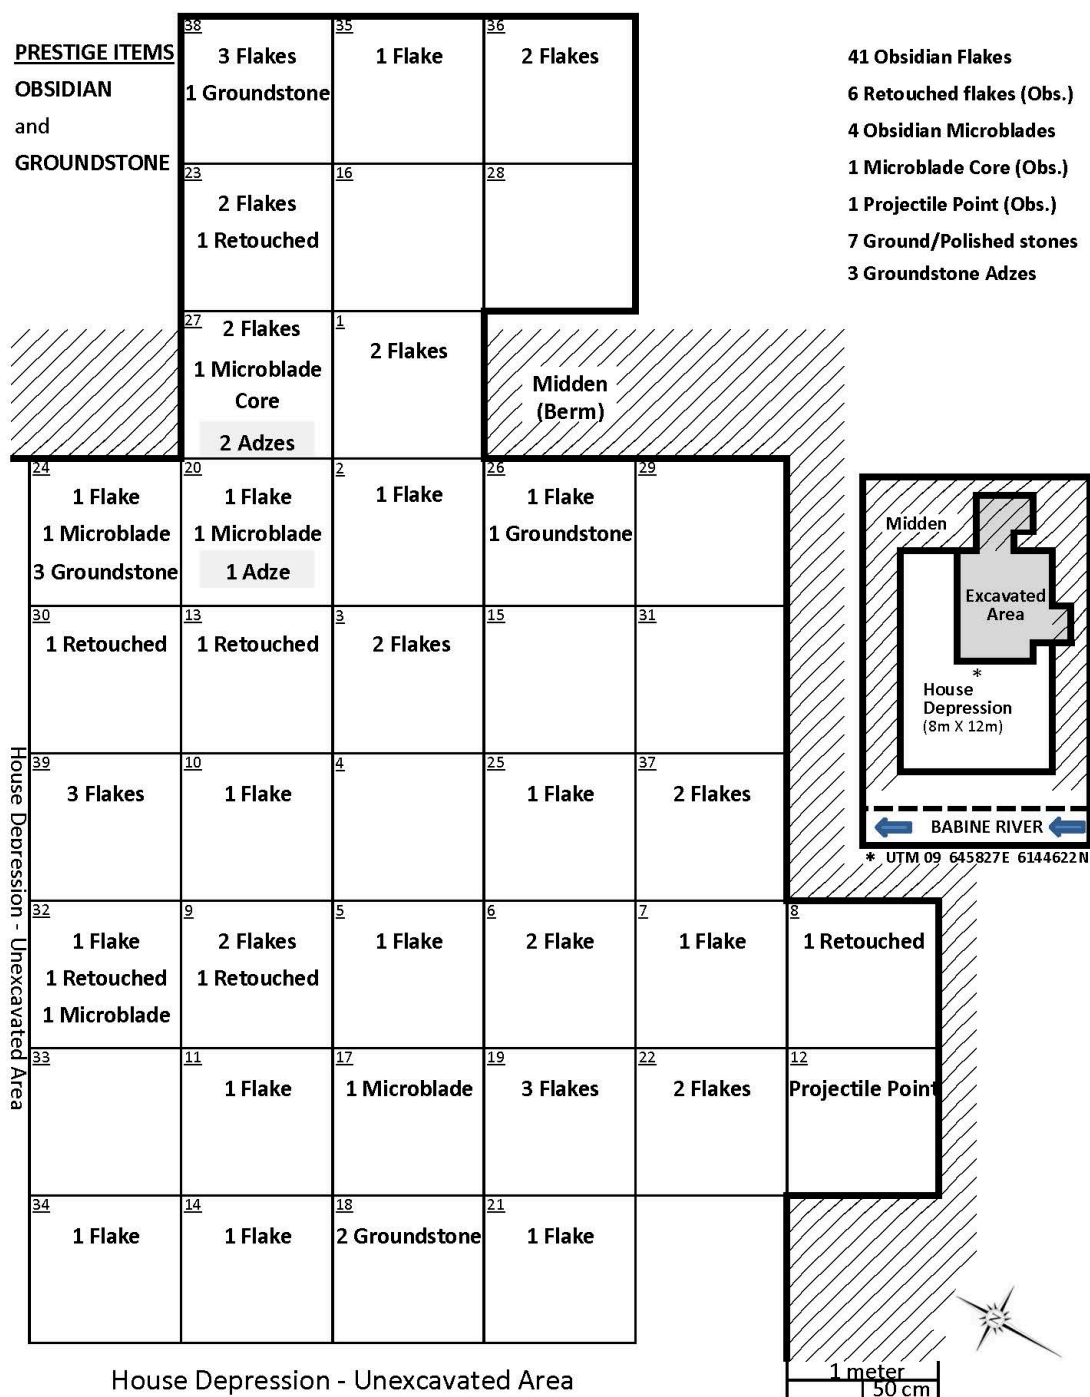 PRESTIGE ITEMS
OBSIDIAN
and
GROUNDSTONE
41 Obsidian Flakes
6 Retouched flakes (Obs.)
4 Obsidian Microblades
1 Microblade Core (Obs.)
1 Projectile Point (Obs.)
7 Ground/Polished stones
3 Groundstone Adzes
38
3 Flakes
1 Groundstone
35
1 Flake
36
2 Flakes
23
2 Flakes
1 Retouched
16
28
27
2 Flakes
1 Microblade
Core
2 Adzes
1
2 Flakes
Midden
(Berm)
24
1 Flake
1 Microblade
3 Groundstone
20
1 Flake
1 Microblade
1 Adze
2
1 Flake
26
1 Flake
1 Groundstone
29
30
1 Retouched
13
1 Retouched
3
2 Flakes
15
31
39
3 Flakes
10
1 Flake
4
25
1 Flake
37
2 Flakes
32
1 Flake
1 Retouched
1 Microblade
9
2 Flakes
1 Retouched
5
1 Flake
6
2 Flake
7
1 Flake
8
1 Retouched
33
11
1 Flake
17
1 Microblade
19
3 Flakes
22
2 Flakes
12
Projectile Point
34
1 Flake
14
1 Flake
18
2 Groundstone
21
1 Flake
House Depression - Unexcavated Area
House Depression - Unexcavated Area
Midden
Excavated
Area
*
House
Depression
(8m X 12m)
BABINE RIVER
* UTM 09 645827E 6144622N
N
1 meter
50 cm